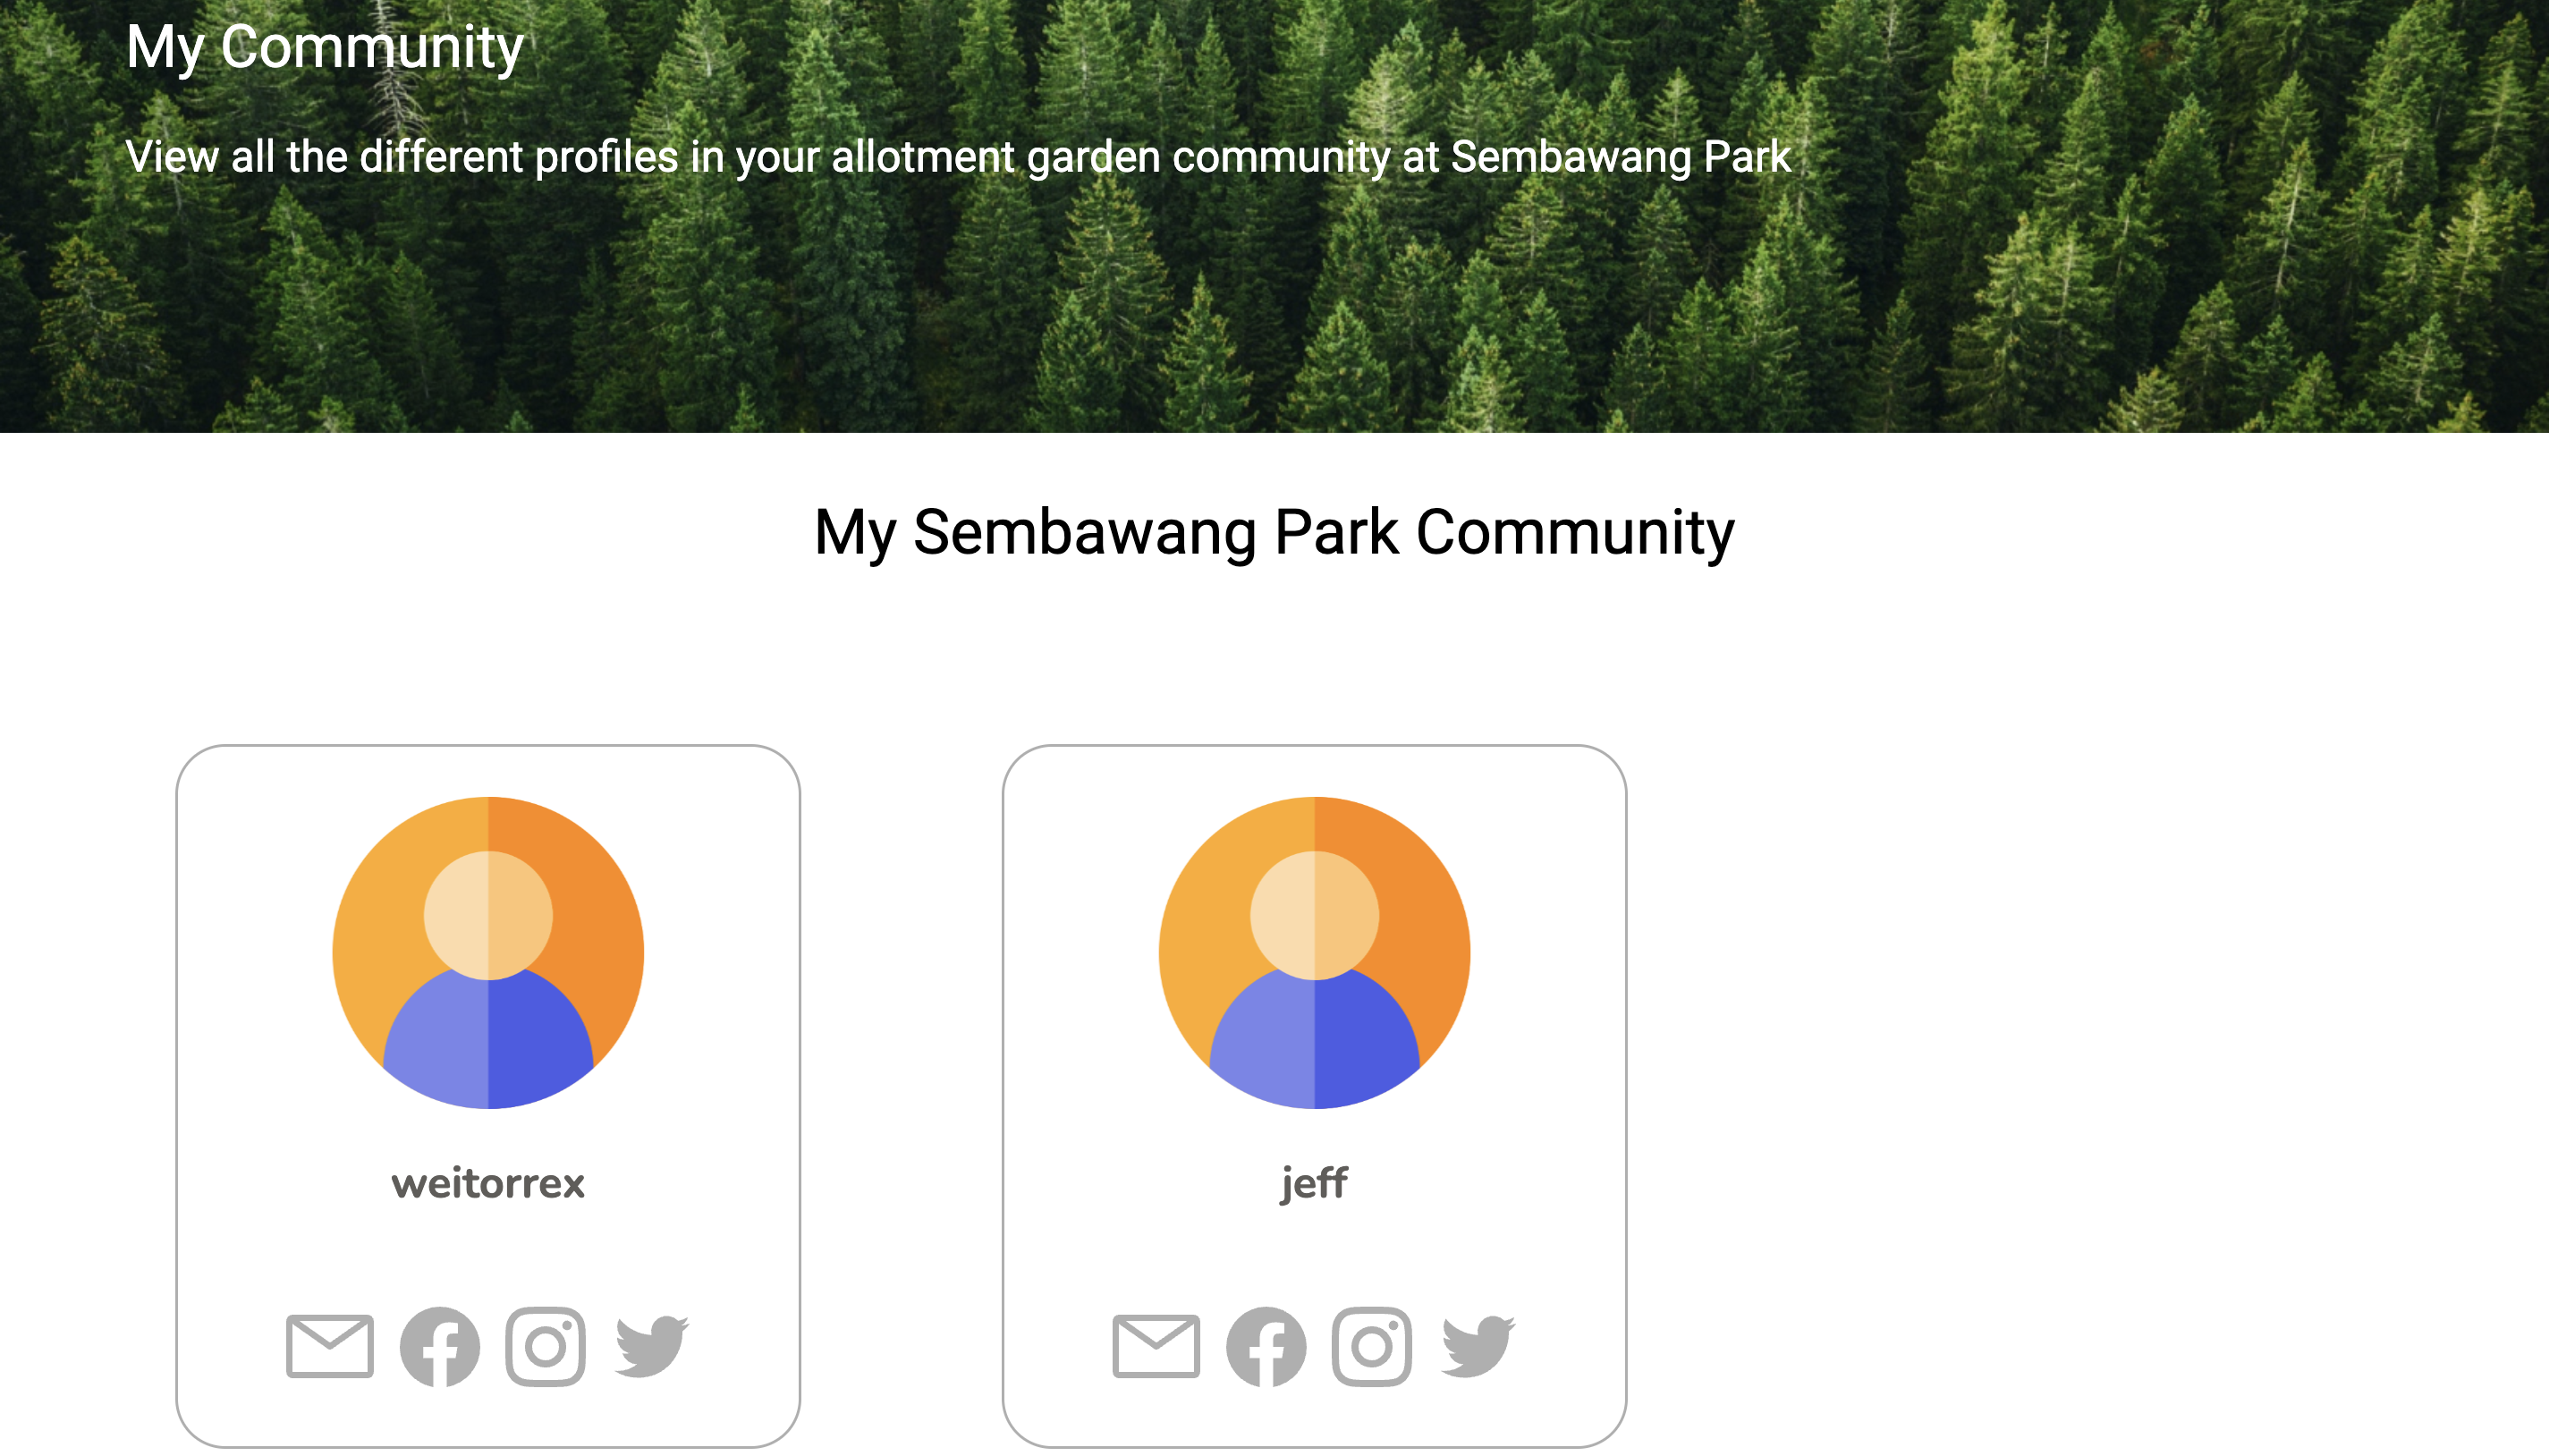 My Community
View all the different profiles in your allotment garden community at Sembawang Park
My Sembawang Park Community
weitorrex
jeff